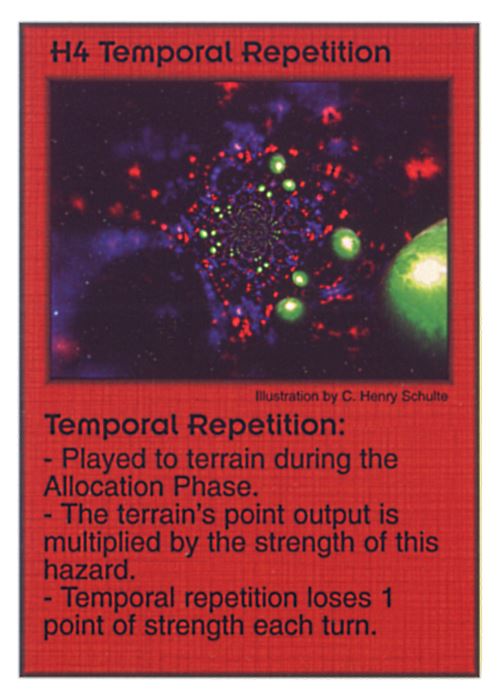 H4 Temporal Repetition
Illustration by C. Henry Schulte
Temporal Repetition:
- Played to terrain during the
Allocation Phase.
- The terrain's point output is
multiplied by the strength of this
hazard.
- Temporal repetition loses 1
point of strength each turn.